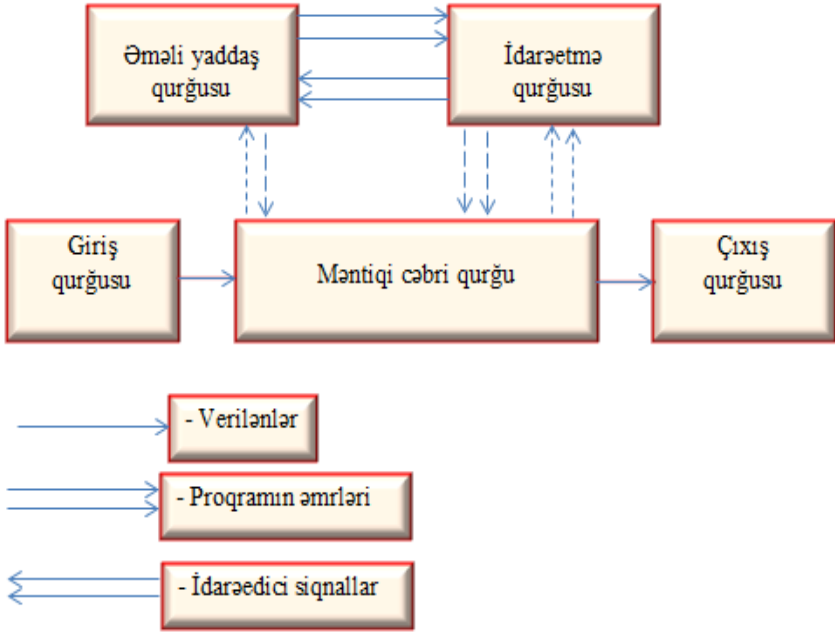 Əməli yaddaş
qurğusu
İdarəetmə
qurğusu
Giriş
qurğusu
Məntiqi cəbri qurğu
Çıxış
qurğusu
- Verilənlər
- Proqramın əmrləri
- İdarəedici siqnallar